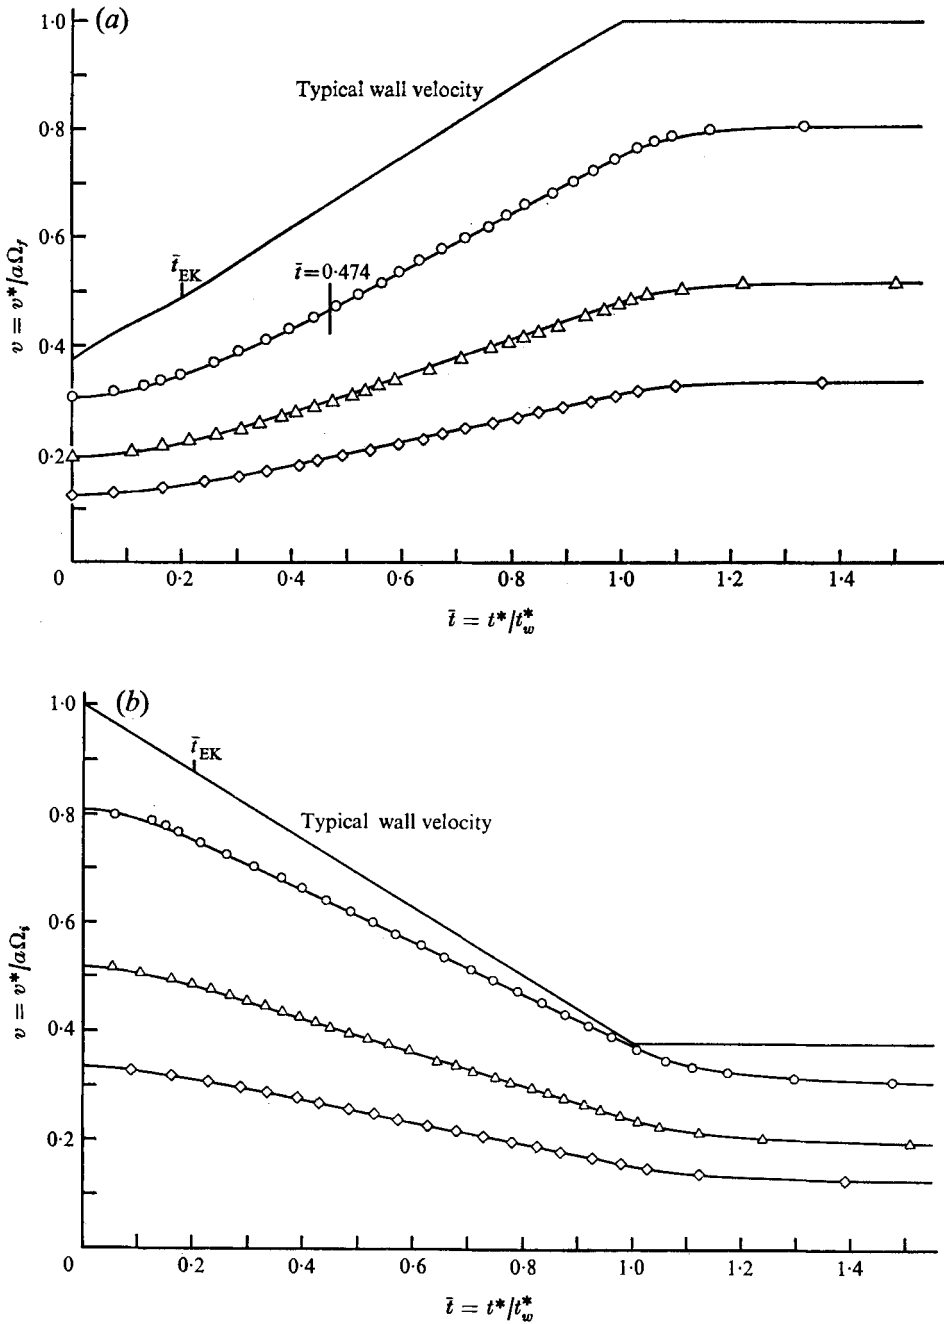 (a)
1·0
Typical wall velocity
0·8
0·6
t̄EK
t̄=0·474
v = v*/aΩf
0·4
0·2
0 0·2 0·4 0·6 0·8 1·0 1·2 1·4
t̄ = t*/t*w
(b)
1·0
t̄EK
0·8
Typical wall velocity
0·6
v = v*/aΩi
0·4
0·2
0 0·2 0·4 0·6 0·8 1·0 1·2 1·4
t̄ = t*/t*w